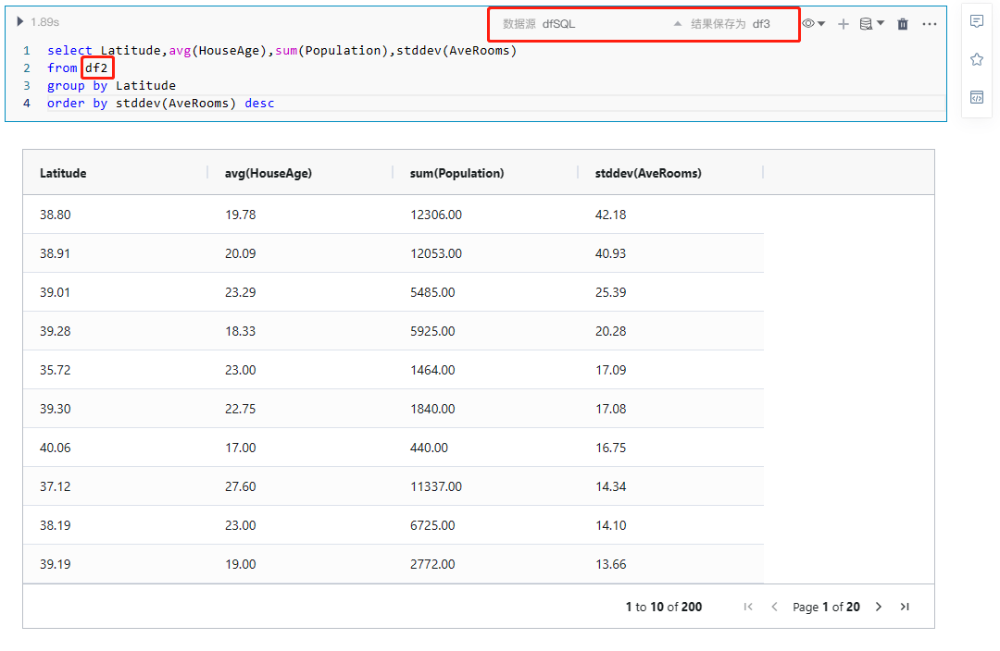 1.89s 数据源 dfSQL 结果保存为 df3
1 select Latitude,avg(HouseAge),sum(Population),stddev(AveRooms)
2 from df2
3 group by Latitude
4 order by stddev(AveRooms) desc
Latitude avg(HouseAge) sum(Population) stddev(AveRooms)
38.80 19.78 12306.00 42.18
38.91 20.09 12053.00 40.93
39.01 23.29 5485.00 25.39
39.28 18.33 5925.00 20.28
35.72 23.00 1464.00 17.09
39.30 22.75 1840.00 17.08
40.06 17.00 440.00 16.75
37.12 27.60 11337.00 14.34
38.19 23.00 6725.00 14.10
39.19 19.00 2772.00 13.66
1 to 10 of 200 Page 1 of 20